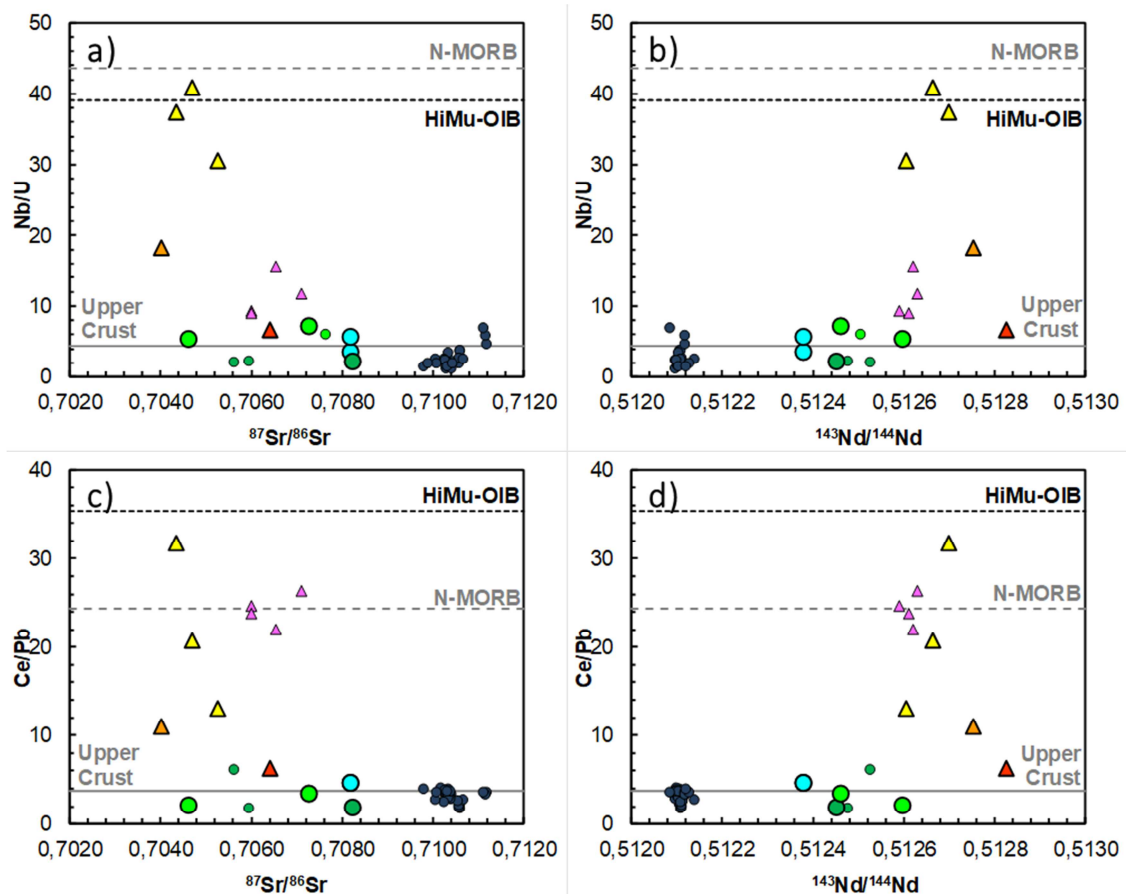 50
40
30
20
10
0
Nb/U
a)
N-MORB
HiMu-OIB
Upper
Crust
0,7020 0,7040 0,7060 0,7080 0,7100 0,7120
87Sr/86Sr
50
40
30
20
10
0
Nb/U
b)
N-MORB
HiMu-OIB
Upper
Crust
0,5120 0,5122 0,5124 0,5126 0,5128 0,5130
143Nd/144Nd
40
30
20
10
0
Ce/Pb
c)
HiMu-OIB
N-MORB
Upper
Crust
0,7020 0,7040 0,7060 0,7080 0,7100 0,7120
87Sr/86Sr
40
30
20
10
0
Ce/Pb
d)
HiMu-OIB
N-MORB
Upper
Crust
0,5120 0,5122 0,5124 0,5126 0,5128 0,5130
143Nd/144Nd